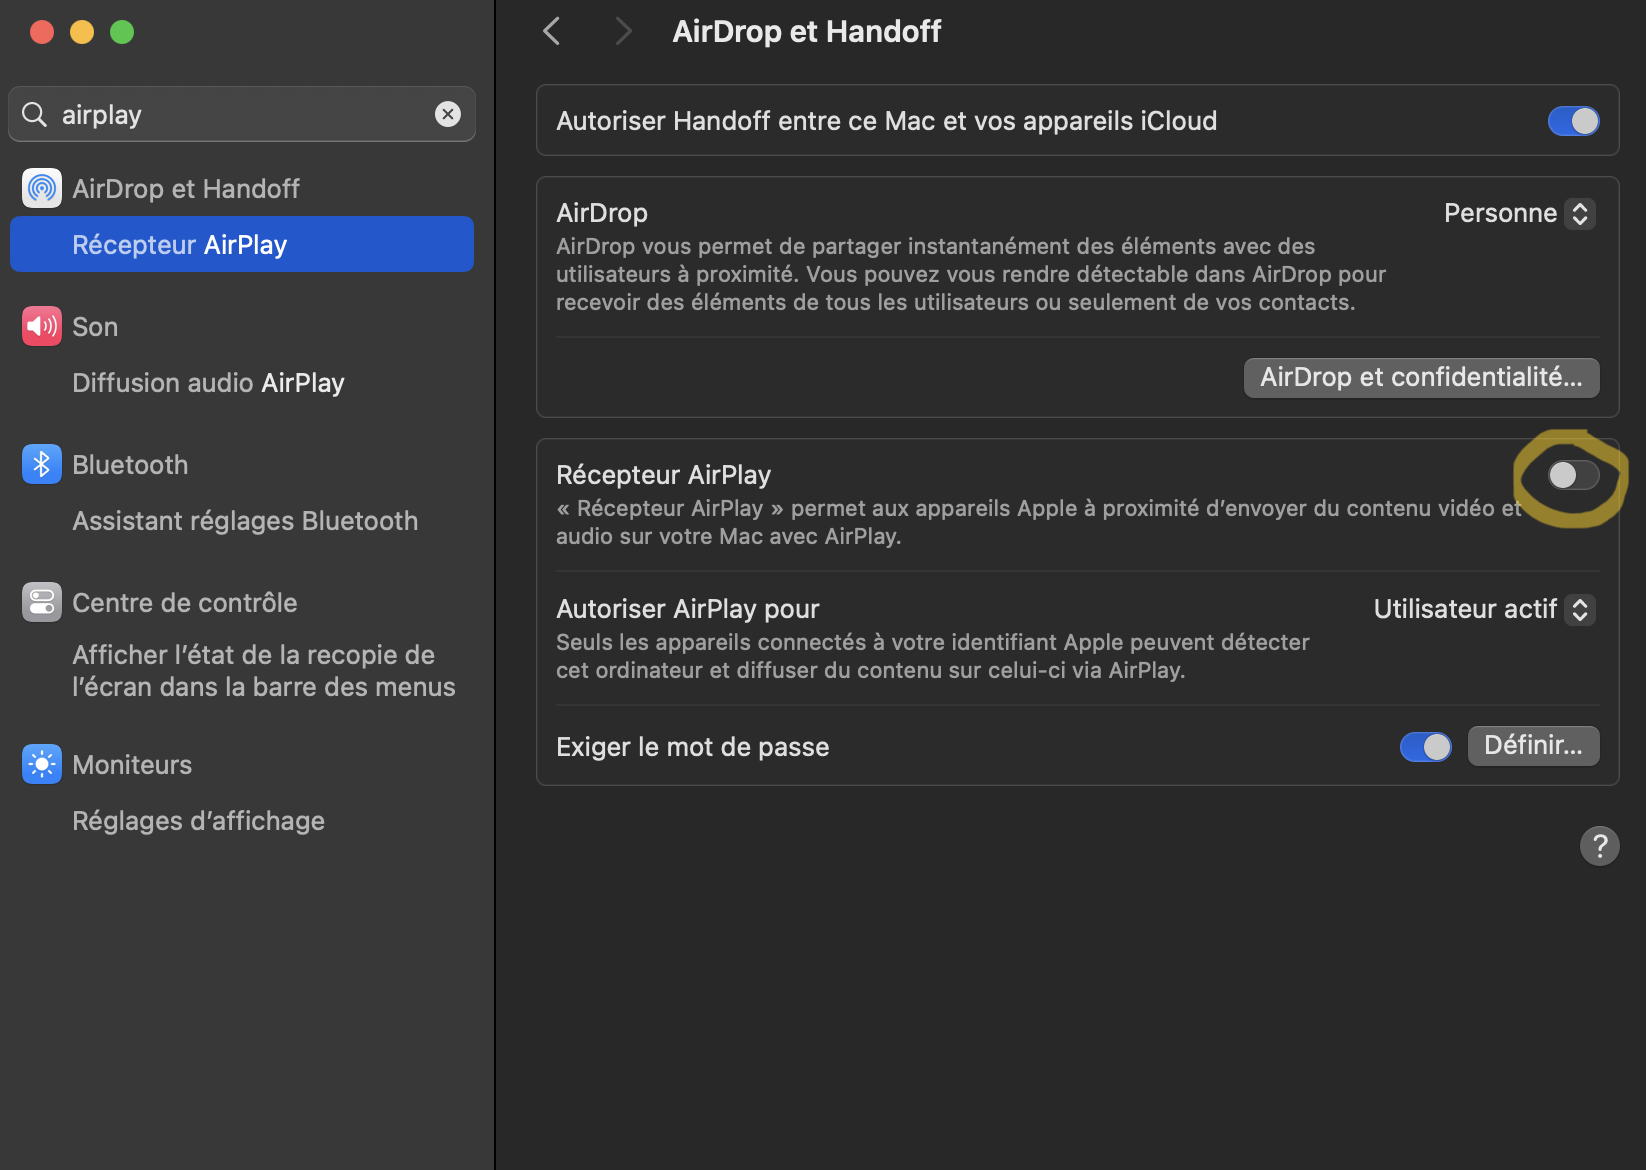 airplay
AirDrop et Handoff
Récepteur AirPlay
Son
Diffusion audio AirPlay
Bluetooth
Assistant réglages Bluetooth
Centre de contrôle
Afficher l’état de la recopie de
l’écran dans la barre des menus
Moniteurs
Réglages d’affichage
AirDrop et Handoff
Autoriser Handoff entre ce Mac et vos appareils iCloud
AirDrop Personne
AirDrop vous permet de partager instantanément des éléments avec des
utilisateurs à proximité. Vous pouvez vous rendre détectable dans AirDrop pour
recevoir des éléments de tous les utilisateurs ou seulement de vos contacts.
AirDrop et confidentialité...
Récepteur AirPlay
« Récepteur AirPlay » permet aux appareils Apple à proximité d’envoyer du contenu vidéo et
audio sur votre Mac avec AirPlay.
Autoriser AirPlay pour Utilisateur actif
Seuls les appareils connectés à votre identifiant Apple peuvent détecter
cet ordinateur et diffuser du contenu sur celui-ci via AirPlay.
Exiger le mot de passe Définir...
?